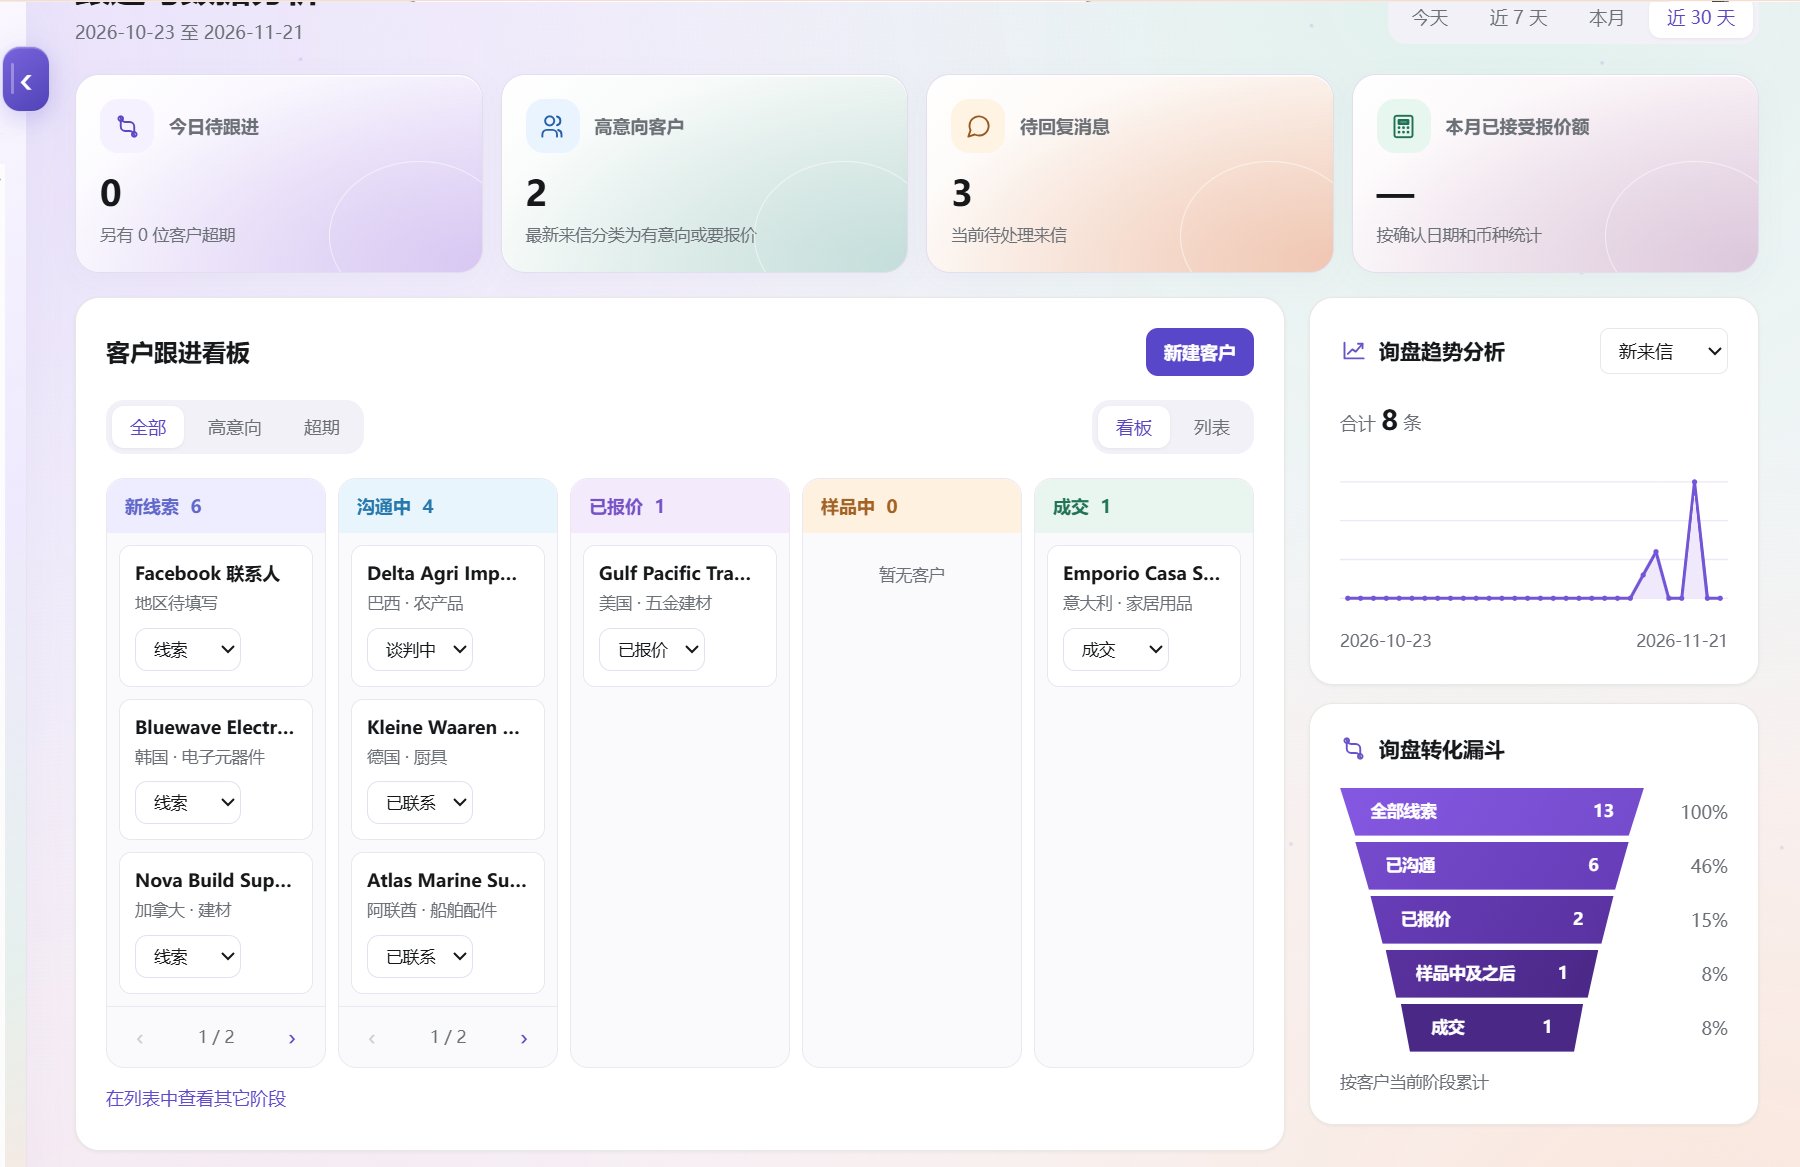 2026-10-23 至 2026-11-21
今天 近 7 天 本月 近 30 天
今日待跟进
0
另有 0 位客户超期
高意向客户
2
最新来信分类为有意向或要报价
待回复消息
3
当前待处理来信
本月已接受报价额
—
按确认日期和币种统计
客户跟进看板
新建客户
全部 高意向 超期
看板 列表
新线索 6
Facebook 联系人
地区待填写
线索
Bluewave Electr...
韩国 · 电子元器件
线索
Nova Build Sup...
加拿大 · 建材
线索
‹ 1 / 2 ›
沟通中 4
Delta Agri Imp...
巴西 · 农产品
谈判中
Kleine Waaren ...
德国 · 厨具
已联系
Atlas Marine Su...
阿联酋 · 船舶配件
已联系
‹ 1 / 2 ›
已报价 1
Gulf Pacific Tra...
美国 · 五金建材
已报价
样品中 0
暂无客户
成交 1
Emporio Casa S...
意大利 · 家居用品
成交
在列表中查看其它阶段
询盘趋势分析
新来信
合计 8 条
2026-10-23 2026-11-21
询盘转化漏斗
全部线索 13 100%
已沟通 6 46%
已报价 2 15%
样品中及之后 1 8%
成交 1 8%
按客户当前阶段累计